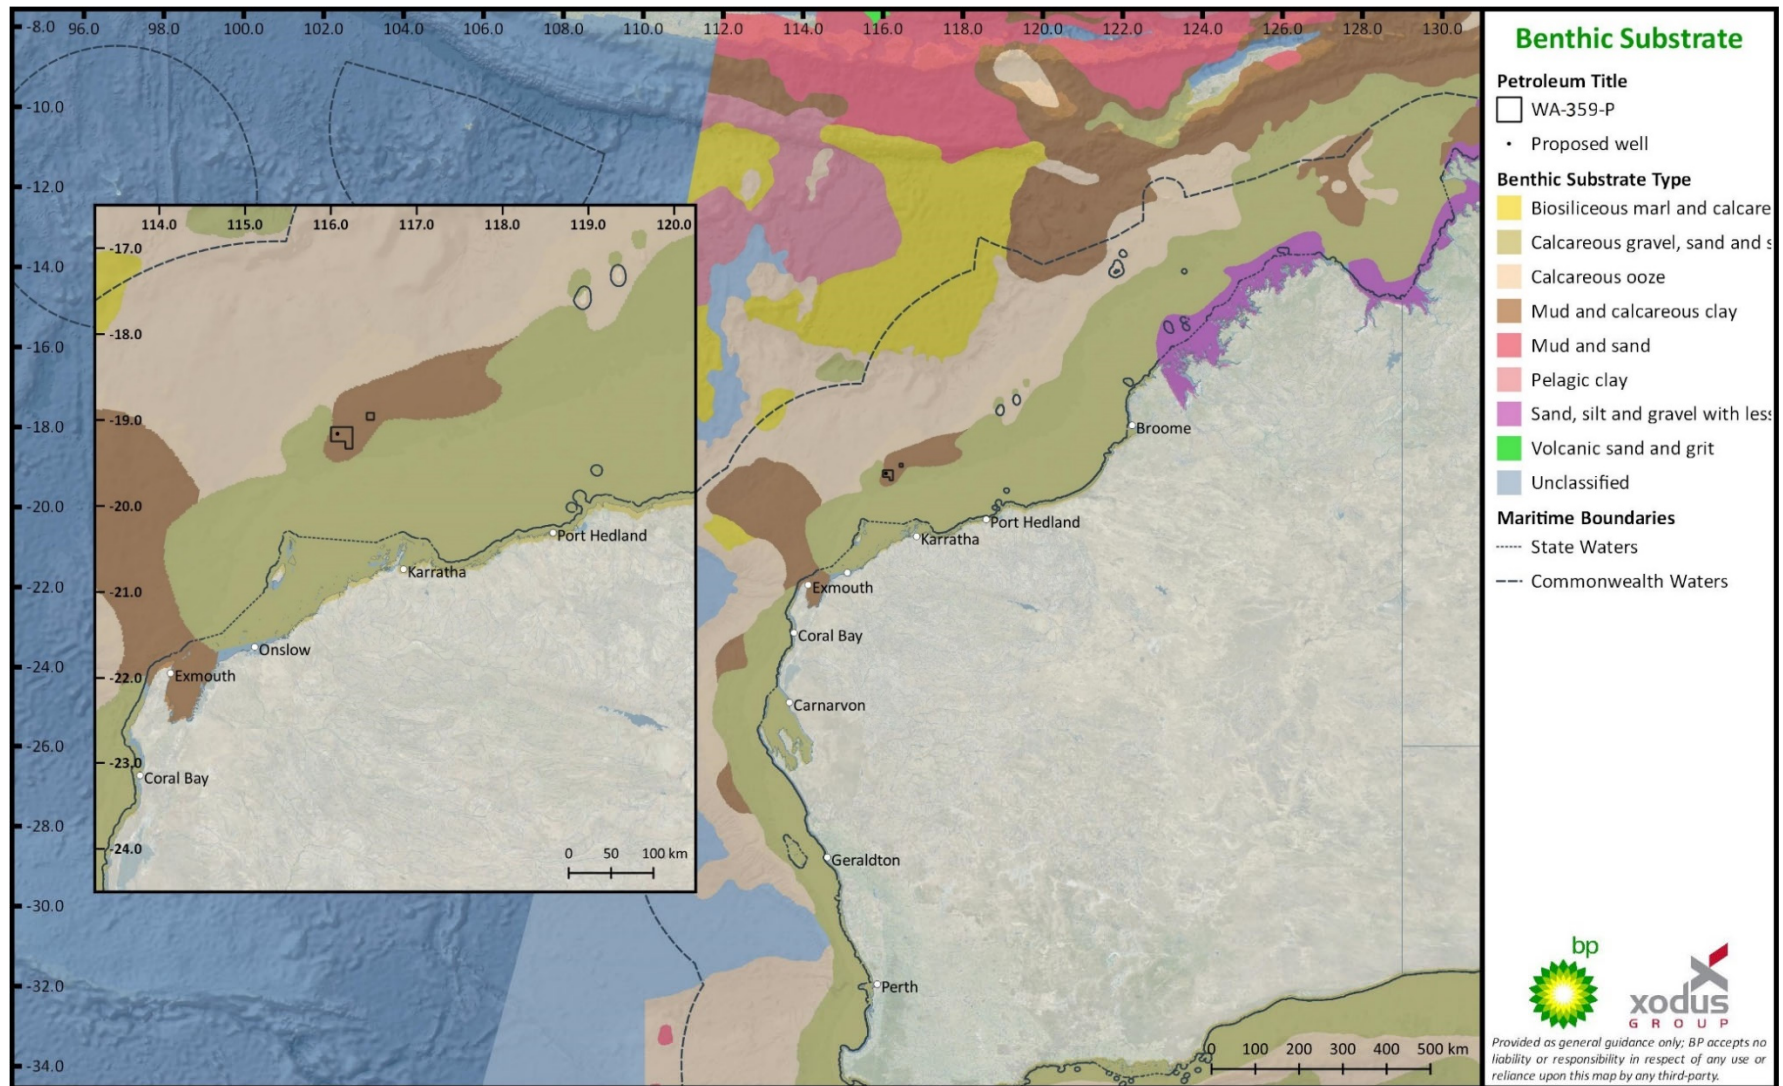 -8.0
96.0 98.0 100.0 102.0 104.0 106.0 108.0 110.0 112.0 114.0 116.0 118.0 120.0 122.0 124.0 126.0 128.0 130.0
-10.0
-12.0
-14.0
-16.0
-18.0
-20.0
-22.0
-24.0
-26.0
-28.0
-30.0
-32.0
-34.0
114.0 115.0 116.0 117.0 118.0 119.0 120.0
-17.0
-18.0
-19.0
-20.0
-21.0
-22.0
-23.0
-24.0
Port Hedland
Karratha
Onslow
Exmouth
Coral Bay
0 50 100 km
Broome
Port Hedland
Karratha
Exmouth
Coral Bay
Carnarvon
Geraldton
Perth
0 100 200 300 400 500 km
Benthic Substrate
Petroleum Title
WA-359-P
Proposed well
Benthic Substrate Type
Biosiliceous marl and calcare
Calcareous gravel, sand and s
Calcareous ooze
Mud and calcareous clay
Mud and sand
Pelagic clay
Sand, silt and gravel with less
Volcanic sand and grit
Unclassified
Maritime Boundaries
State Waters
Commonwealth Waters
bp
xodus
GROUP
Provided as general guidance only; BP accepts no
liability or responsibility in respect of any use or
reliance upon this map by any third-party.